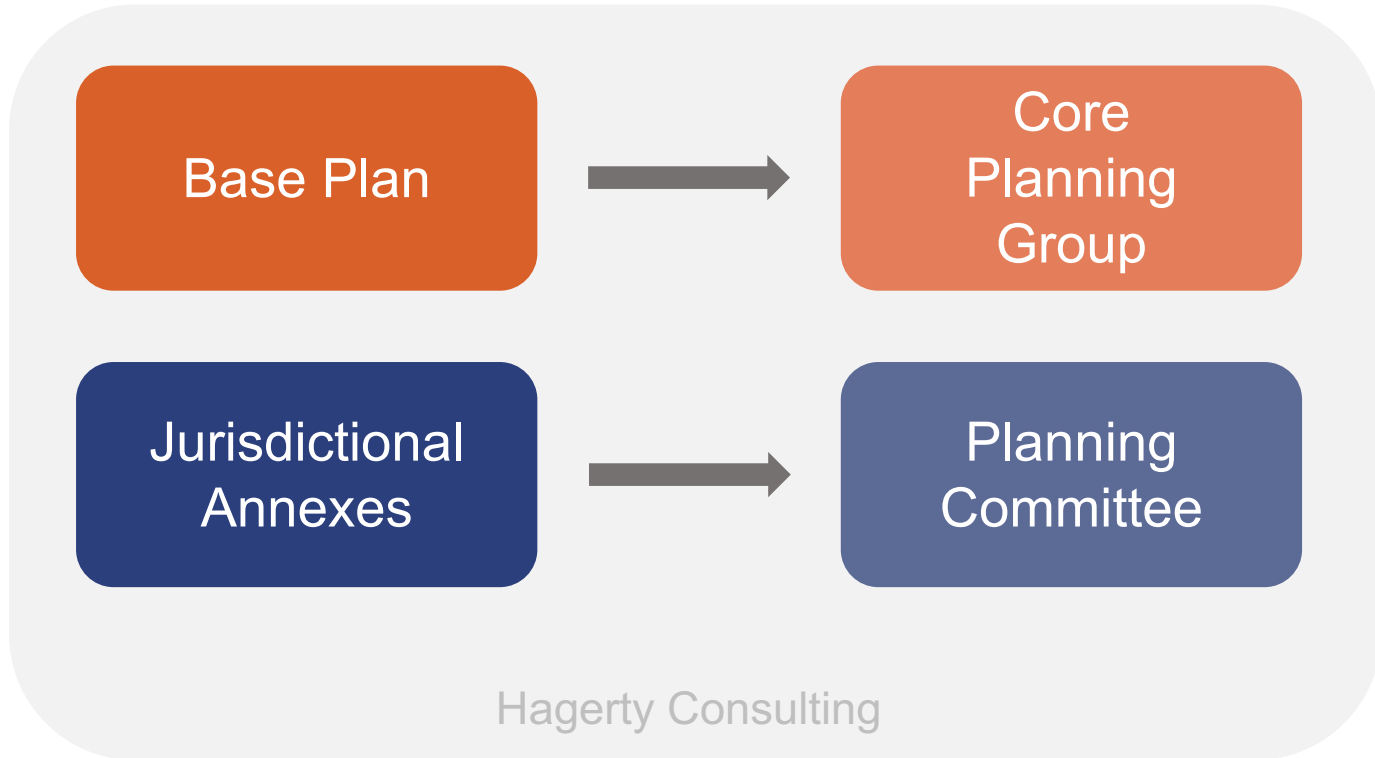 Base Plan
Core
Planning
Group
Jurisdictional
Annexes
Planning
Committee
Hagerty Consulting